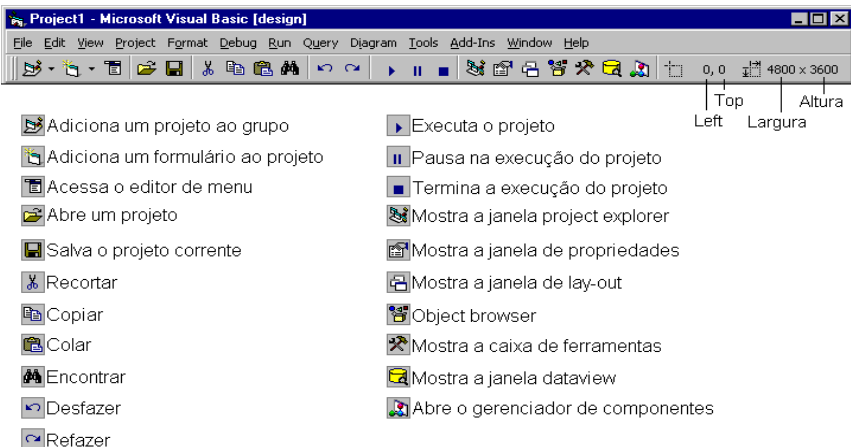 Project1 - Microsoft Visual Basic [design]
File Edit View Project Format Debug Run Query Diagram Tools Add-Ins Window Help
0, 0 4800 x 3600
Top Altura
Left Largura
Adiciona um projeto ao grupo
Adiciona um formulário ao projeto
Acessa o editor de menu
Abre um projeto
Salva o projeto corrente
Recortar
Copiar
Colar
Encontrar
Desfazer
Refazer
Executa o projeto
Pausa na execução do projeto
Termina a execução do projeto
Mostra a janela project explorer
Mostra a janela de propriedades
Mostra a janela de lay-out
Object browser
Mostra a caixa de ferramentas
Mostra a janela dataview
Abre o gerenciador de componentes